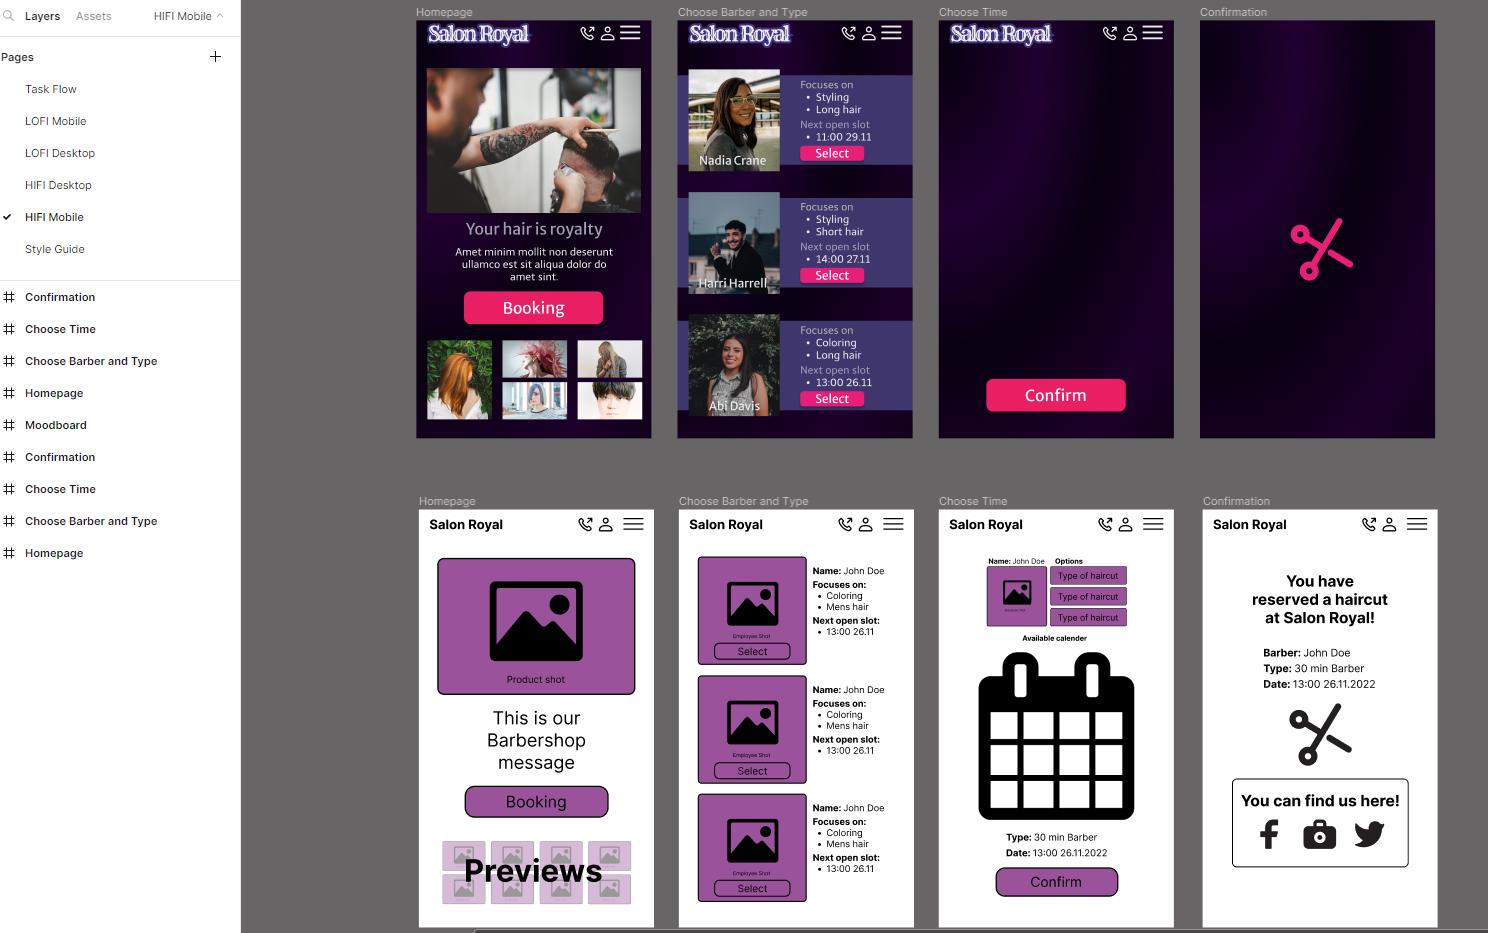 Layers
Assets
HIFI Mobile
Pages
Task Flow
LOFI Mobile
LOFI Desktop
HIFI Desktop
HIFI Mobile
Style Guide
Confirmation
Choose Time
Choose Barber and Type
Homepage
Moodboard
Confirmation
Choose Time
Choose Barber and Type
Homepage
Homepage
Salon Royal
Your hair is royalty
Amet minim mollit non deserunt
ullamco est sit aliqua dolor do
amet sint.
Booking
Choose Barber and Type
Salon Royal
Nadia Crane
Focuses on
• Styling
• Long hair
Next open slot
• 11:00 29.11
Select
Harri Harrell
Focuses on
• Styling
• Short hair
Next open slot
• 14:00 27.11
Select
Abi Davis
Focuses on
• Coloring
• Long hair
Next open slot
• 13:00 26.11
Select
Choose Time
Salon Royal
Confirm
Confirmation
Homepage
Salon Royal
Product shot
This is our
Barbershop
message
Booking
Previews
Choose Barber and Type
Salon Royal
Employee Shot
Select
Name: John Doe
Focuses on:
• Coloring
• Mens hair
Next open slot:
• 13:00 26.11
Employee Shot
Select
Name: John Doe
Focuses on:
• Coloring
• Mens hair
Next open slot:
• 13:00 26.11
Employee Shot
Select
Name: John Doe
Focuses on:
• Coloring
• Mens hair
Next open slot:
• 13:00 26.11
Choose Time
Salon Royal
Name: John Doe
Options
Type of haircut
Type of haircut
Type of haircut
Available calender
Type: 30 min Barber
Date: 13:00 26.11.2022
Confirm
Confirmation
Salon Royal
You have
reserved a haircut
at Salon Royal!
Barber: John Doe
Type: 30 min Barber
Date: 13:00 26.11.2022
You can find us here!